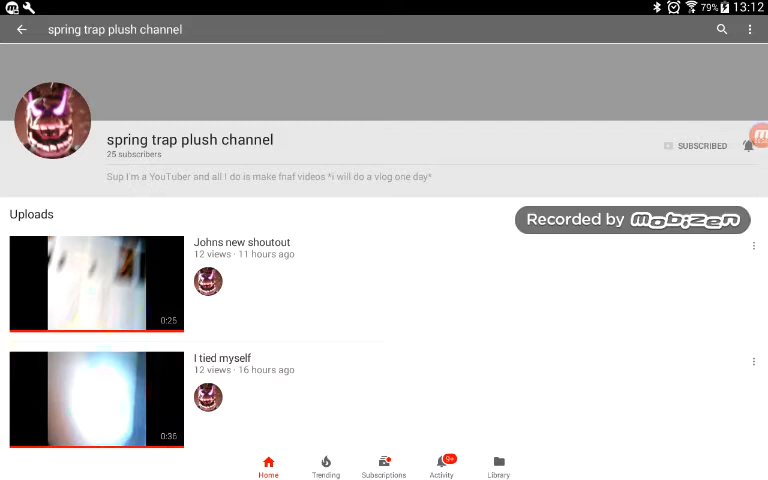 79% 13:12
spring trap plush channel
spring trap plush channel
25 subscribers
SUBSCRIBED
Sup I'm a YouTuber and all I do is make fnaf videos *i will do a vlog one day*
Uploads
Recorded by mobizen
Johns new shoutout
12 views · 11 hours ago
0:25
I tied myself
12 views · 16 hours ago
0:36
9+
Home Trending Subscriptions Activity Library